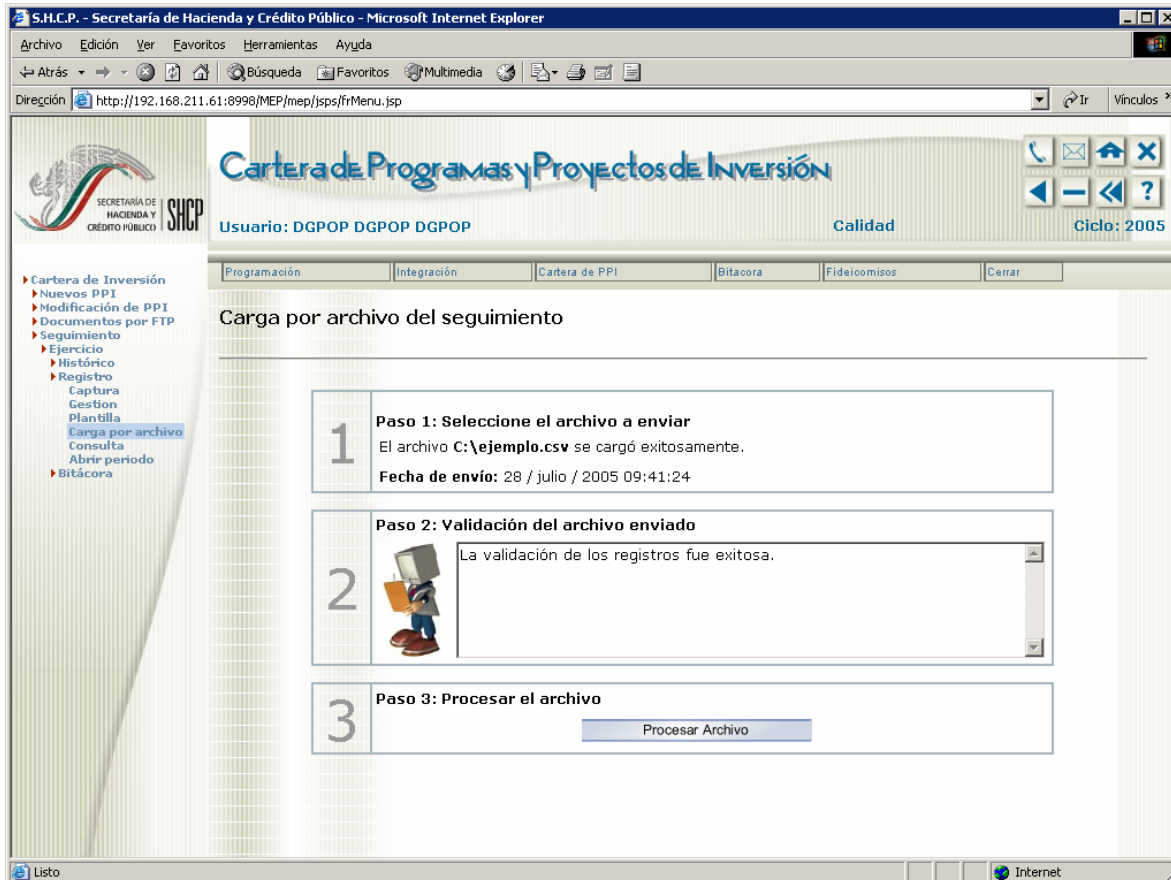 S.H.C.P. - Secretaría de Hacienda y Crédito Público - Microsoft Internet Explorer
Archivo Edición Ver Favoritos Herramientas Ayuda
Atrás Búsqueda Favoritos Multimedia
Dirección http://192.168.211.61:8998/MEP/mep/jsps/frMenu.jsp Ir Vínculos »
SECRETARÍA DE
HACIENDA Y
CRÉDITO PÚBLICO
SHCP
Cartera de Programas y Proyectos de Inversión
?
Usuario: DGPOP DGPOP DGPOP Calidad Ciclo: 2005
Programación Integración Cartera de PPI Bitacora Fideicomisos Cerrar
Cartera de Inversión
Nuevos PPI
Modificación de PPI
Documentos por FTP
Seguimiento
Ejercicio
Histórico
Registro
Captura
Gestion
Plantilla
Carga por archivo
Consulta
Abrir periodo
Bitácora
Carga por archivo del seguimiento
1
Paso 1: Seleccione el archivo a enviar
El archivo C:\ejemplo.csv se cargó exitosamente.
Fecha de envío: 28 / julio / 2005 09:41:24
2
Paso 2: Validación del archivo enviado
La validación de los registros fue exitosa.
3
Paso 3: Procesar el archivo
Procesar Archivo
Listo Internet